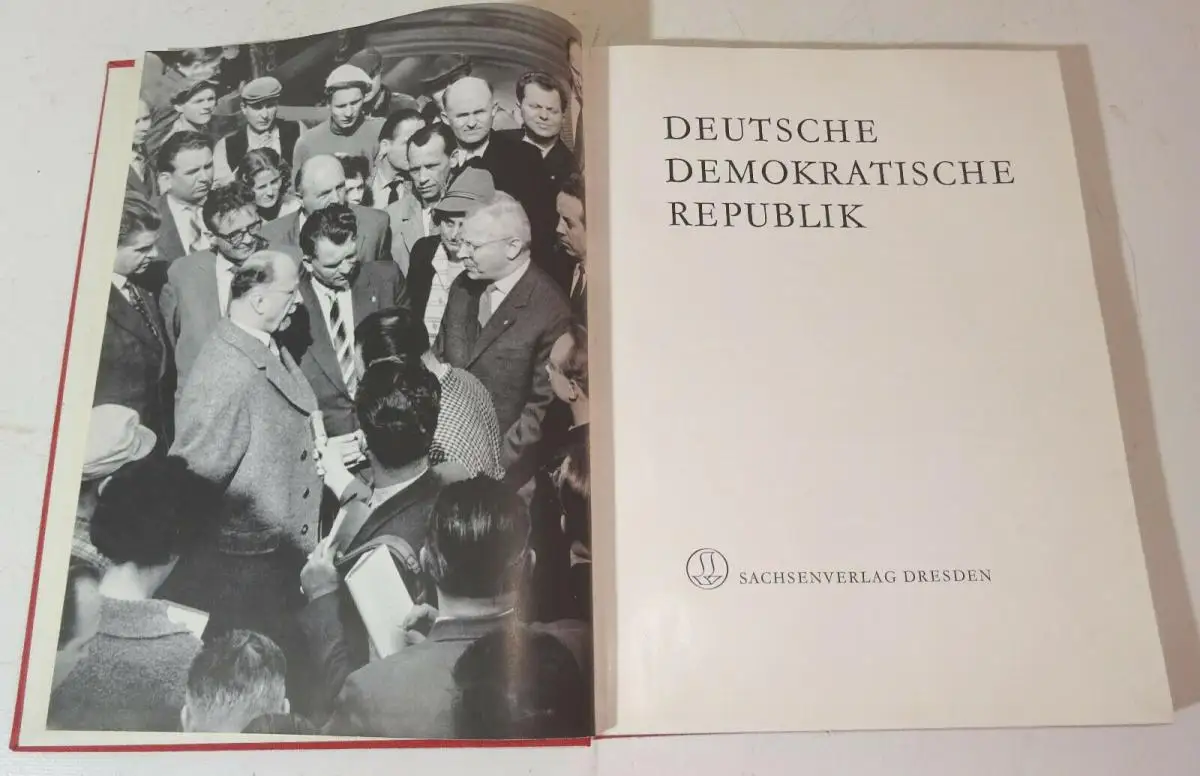 DEUTSCHE
DEMOKRATISCHE
REPUBLIK
SACHSENVERLAG DRESDEN